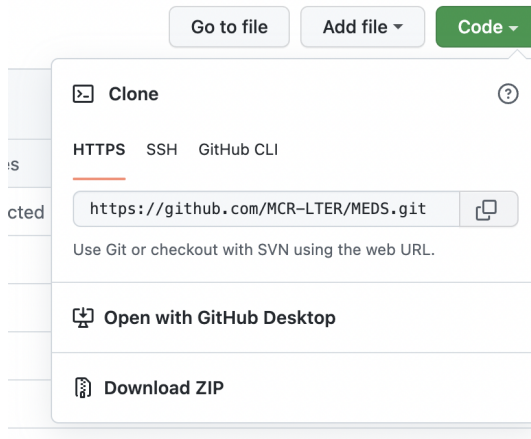 Go to file
Add file
Code
Clone
HTTPS SSH GitHub CLI
https://github.com/MCR-LTER/MEDS.git
Use Git or checkout with SVN using the web URL.
Open with GitHub Desktop
Download ZIP